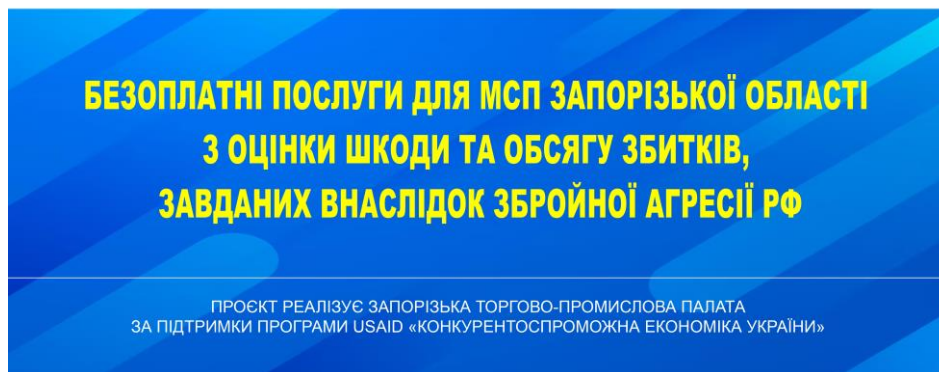 БЕЗОПЛАТНІ ПОСЛУГИ ДЛЯ МСП ЗАПОРІЗЬКОЇ ОБЛАСТІ
З ОЦІНКИ ШКОДИ ТА ОБСЯГУ ЗБИТКІВ,
ЗАВДАНИХ ВНАСЛІДОК ЗБРОЙНОЇ АГРЕСІЇ РФ
ПРОЄКТ РЕАЛІЗУЄ ЗАПОРІЗЬКА ТОРГОВО-ПРОМИСЛОВА ПАЛАТА
ЗА ПІДТРИМКИ ПРОГРАМИ USAID «КОНКУРЕНТОСПРОМОЖНА ЕКОНОМІКА УКРАЇНИ»